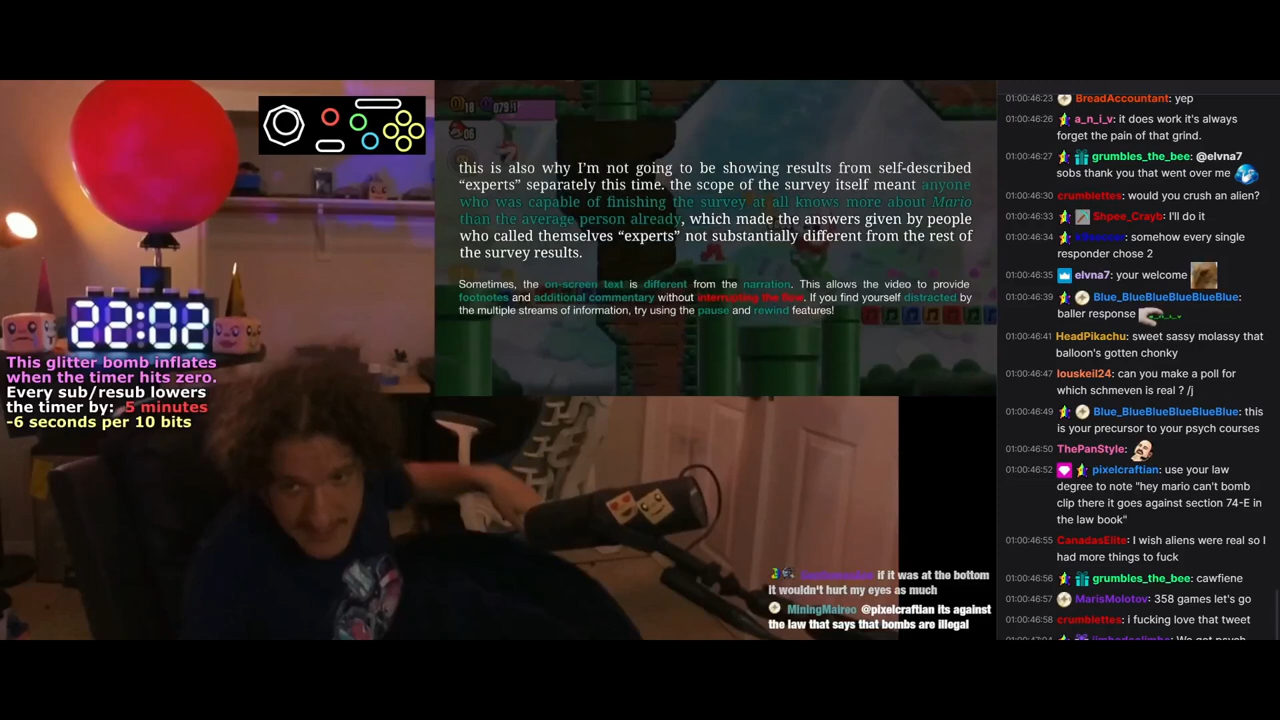 18
079
06
this is also why I’m not going to be showing results from self-described
“experts” separately this time. the scope of the survey itself meant anyone
who was capable of finishing the survey at all knows more about Mario
than the average person already, which made the answers given by people
who called themselves “experts” not substantially different from the rest of
the survey results.
Sometimes, the on-screen text is different from the narration. This allows the video to provide
footnotes and additional commentary without interrupting the flow. If you find yourself distracted by
the multiple streams of information, try using the pause and rewind features!
22:02
This glitter bomb inflates
when the timer hits zero.
Every sub/resub lowers
the timer by: 5 minutes
-6 seconds per 10 bits
if it was at the bottom
it wouldn't hurt my eyes as much
MiningMaireo @pixelcraftian its against
the law that says that bombs are illegal
01:00:46:23 BreadAccountant: yep
01:00:46:26 a_n_i_v: it does work it's always
forget the pain of that grind.
01:00:46:27 grumbles_the_bee: @elvna7
sobs thank you that went over me
01:00:46:30 crumblettes: would you crush an alien?
01:00:46:33 Shpee_Crayb: I'll do it
01:00:46:34 somehow every single
responder chose 2
01:00:46:35 elvna7: your welcome
01:00:46:39 Blue_BlueBlueBlueBlueBlue:
baller response
01:00:46:41 HeadPikachu: sweet sassy molassy that
balloon's gotten chonky
01:00:46:47 louskeil24: can you make a poll for
which schmeven is real ? /j
01:00:46:49 Blue_BlueBlueBlueBlueBlue: this
is your precursor to your psych courses
01:00:46:50 ThePanStyle:
01:00:46:52 pixelcraftian: use your law
degree to note "hey mario can't bomb
clip there it goes against section 74-E in
the law book"
01:00:46:55 CanadasElite: I wish aliens were real so I
had more things to fuck
01:00:46:56 grumbles_the_bee: cawfiene
01:00:46:57 MarisMolotov: 358 games let's go
01:00:46:58 crumblettes: i fucking love that tweet